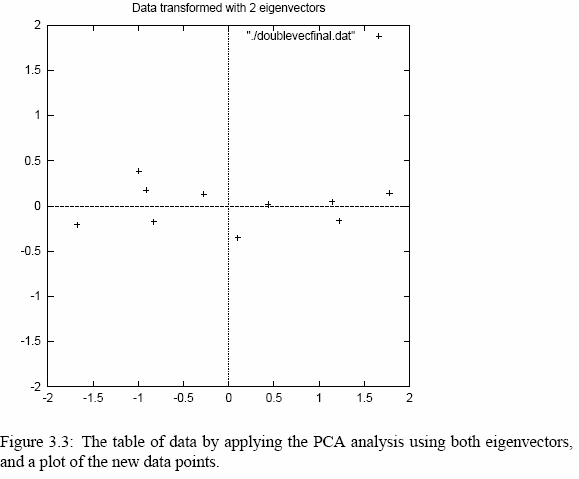 Data transformed with 2 eigenvectors
2
"./doublevecfinal.dat"
1.5
1
0.5
0
-0.5
-1
-1.5
-2
-2 -1.5 -1 -0.5 0 0.5 1 1.5 2
Figure 3.3: The table of data by applying the PCA analysis using both eigenvectors,
and a plot of the new data points.